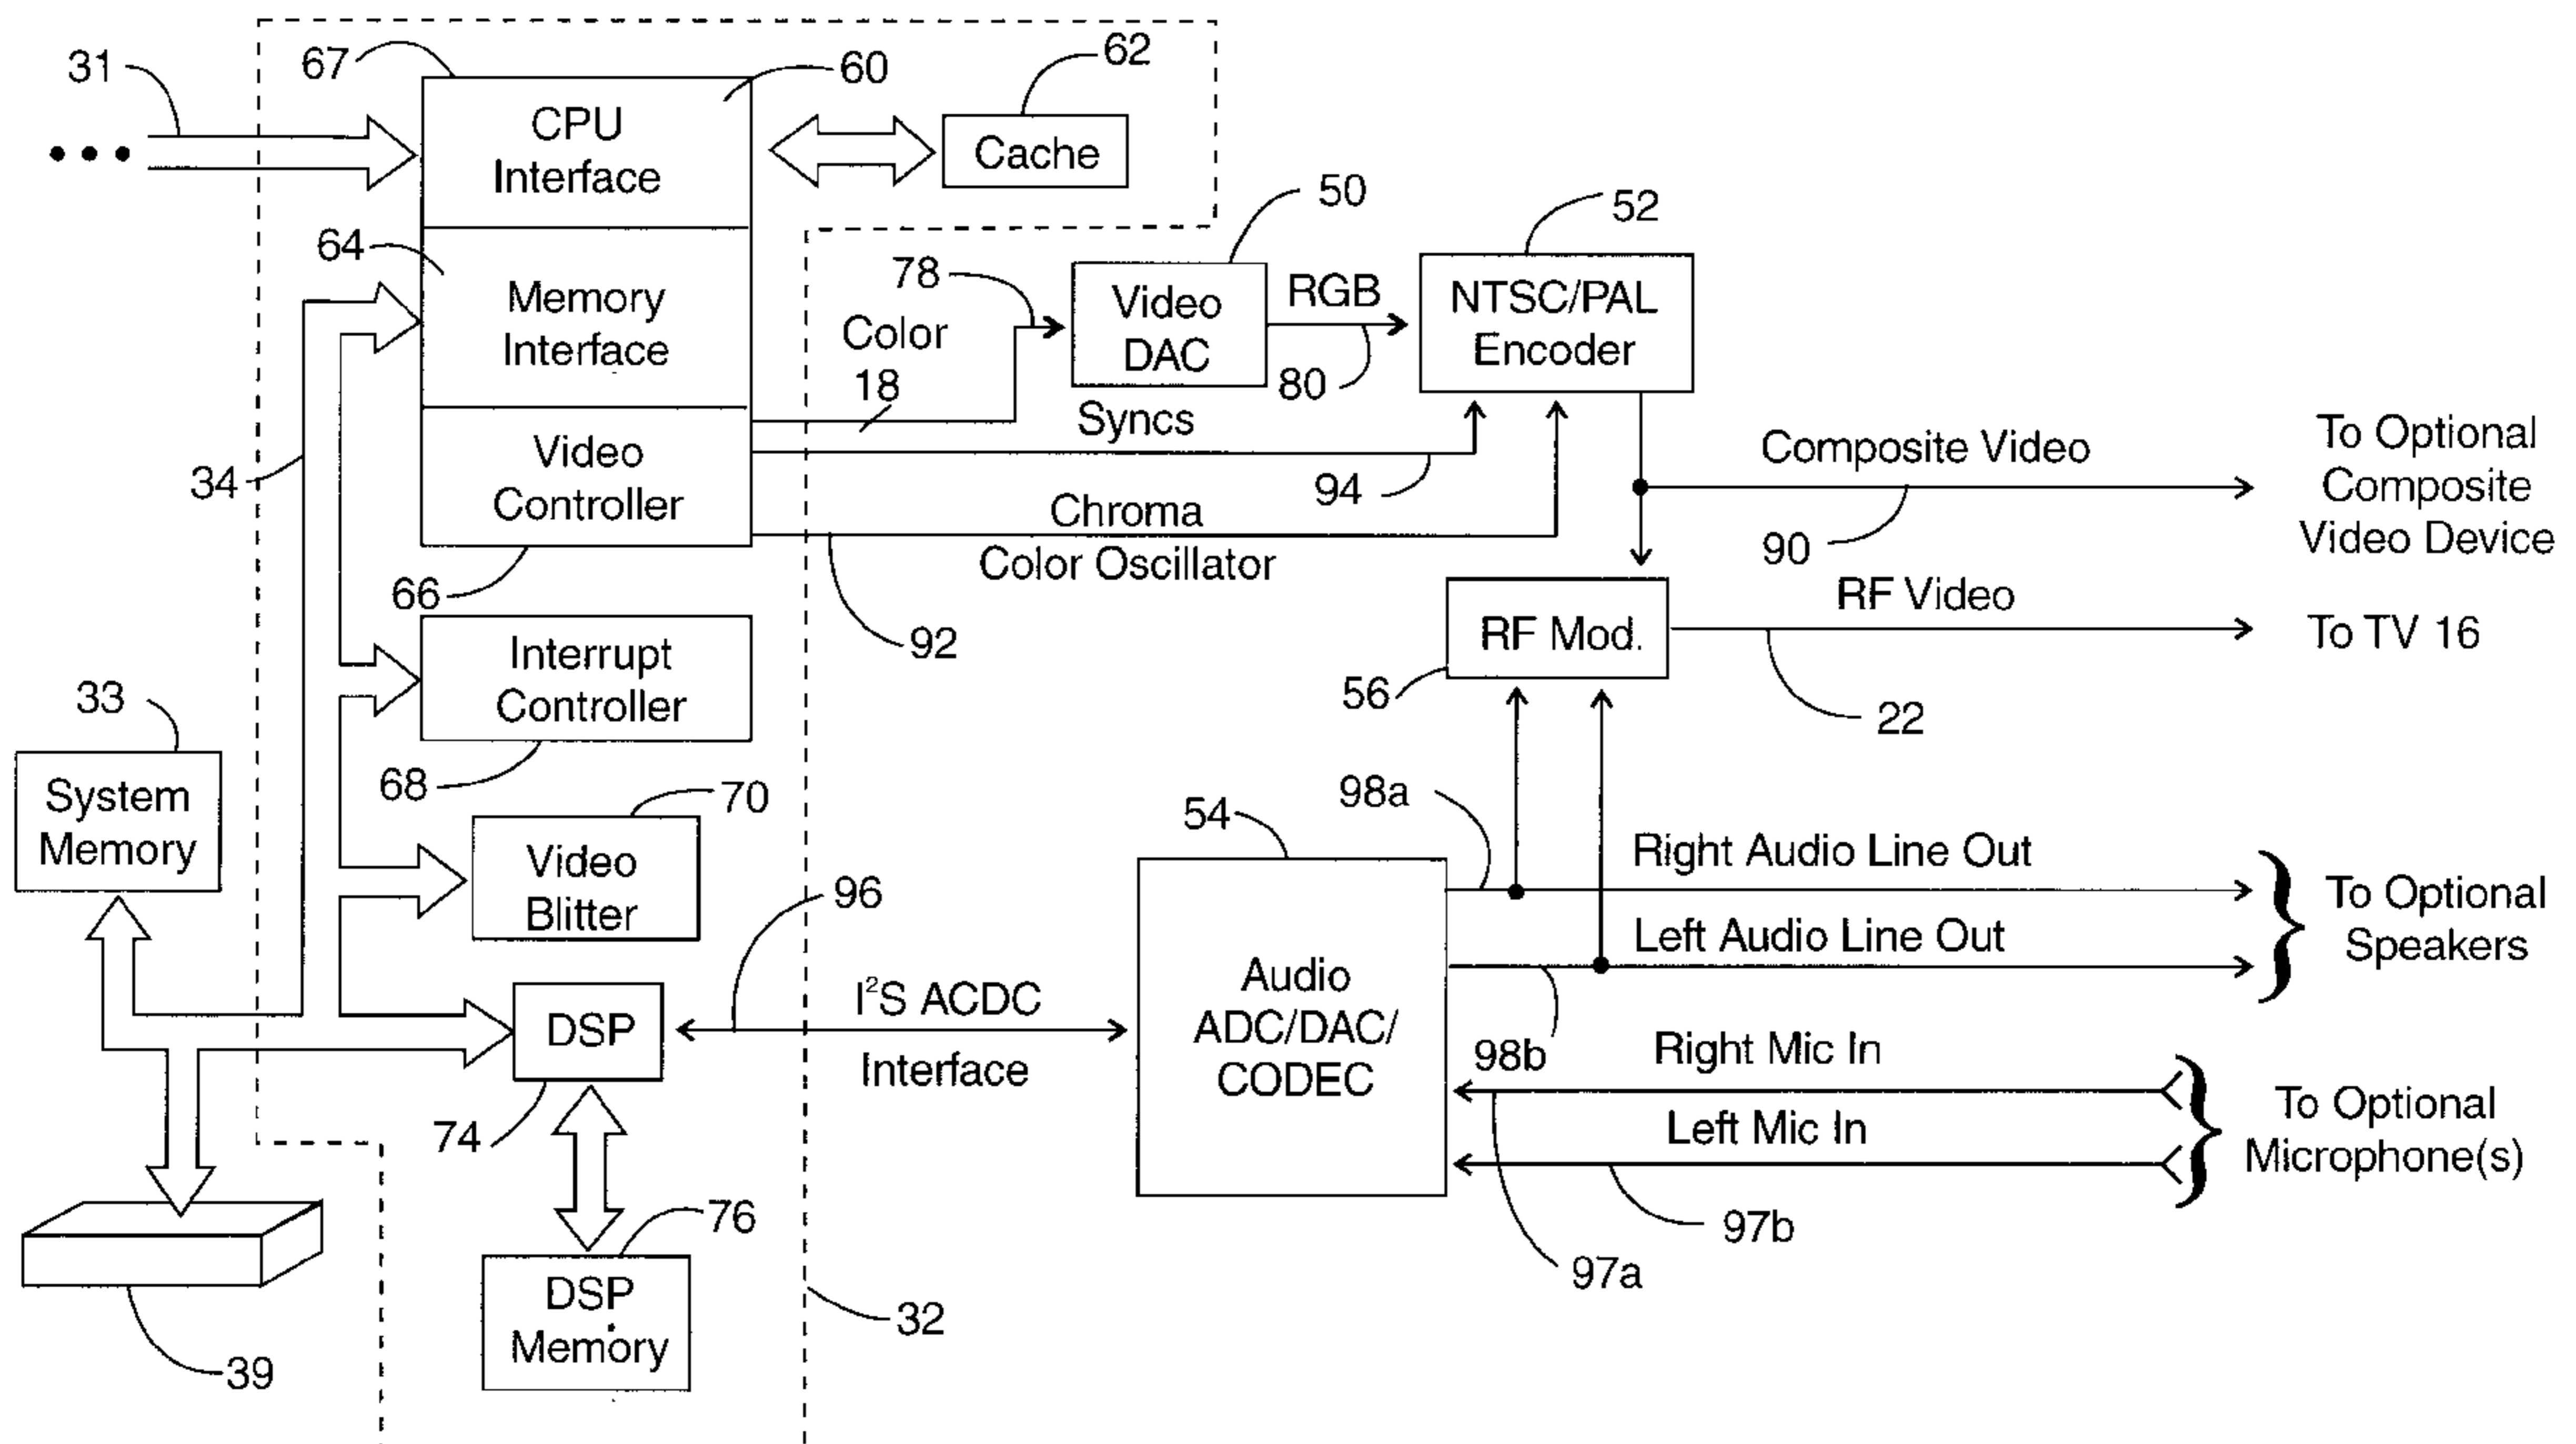 31
67
60
62
CPU
Interface
Cache
50
52
64
78
Memory
Interface
Color
18
Video
DAC
RGB
80
NTSC/PAL
Encoder
Syncs
34
Video
Controller
94
Composite Video
90
To Optional
Composite
Video Device
Chroma
Color Oscillator
66
92
RF Mod.
56
RF Video
22
To TV 16
Interrupt
Controller
68
33
System
Memory
70
Video
Blitter
96
54
98a
Right Audio Line Out
Left Audio Line Out
To Optional
Speakers
98b
DSP
74
I²S ACDC
Interface
Audio
ADC/DAC/
CODEC
Right Mic In
Left Mic In
To Optional
Microphone(s)
97b
97a
76
DSP
Memory
32
39